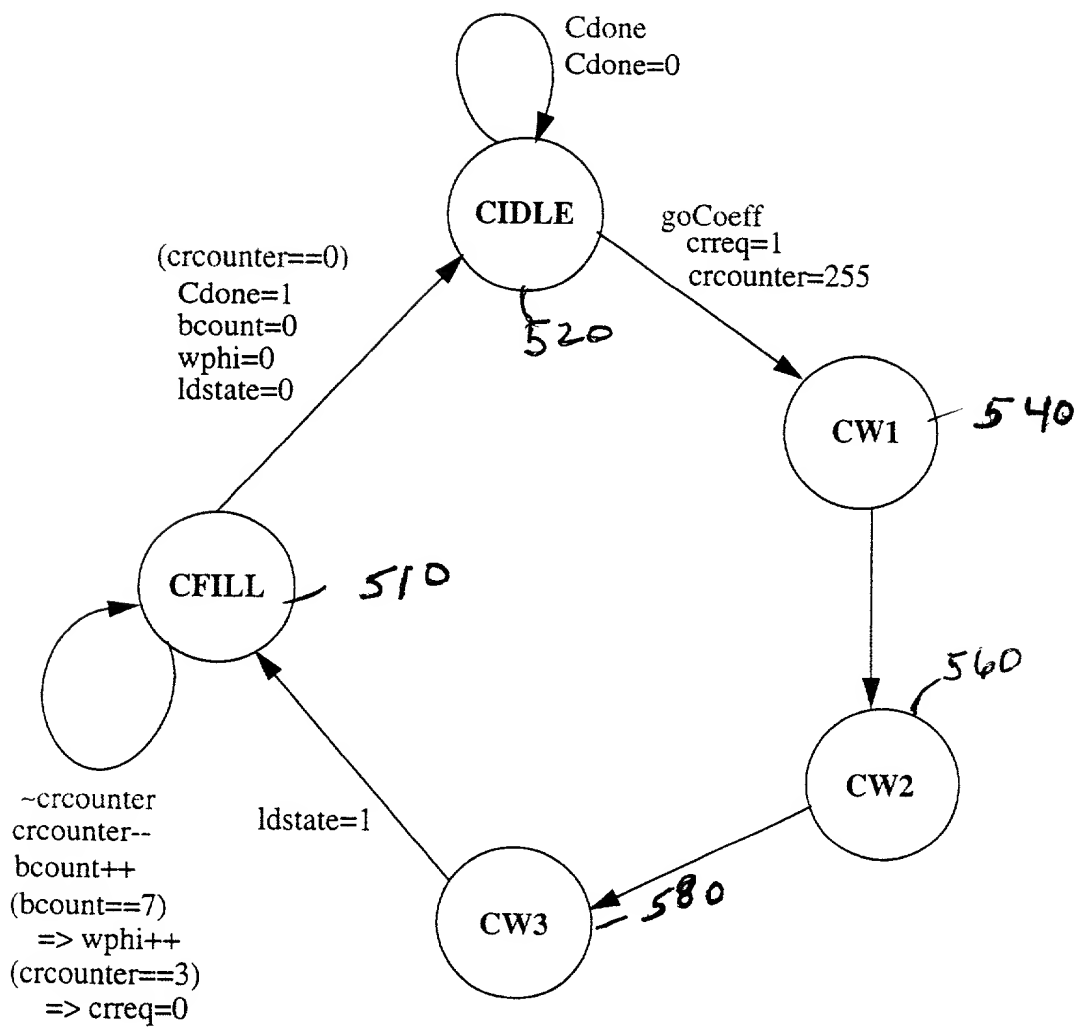 Cdone
Cdone=0
CIDLE
520
goCoeff
crreq=1
crcounter=255
(crcounter==0)
Cdone=1
bcount=0
wphi=0
ldstate=0
CW1
540
CFILL
510
560
CW2
~crcounter
crcounter--
bcount++
(bcount==7)
=> wphi++
(crcounter==3)
=> crreq=0
ldstate=1
CW3
580